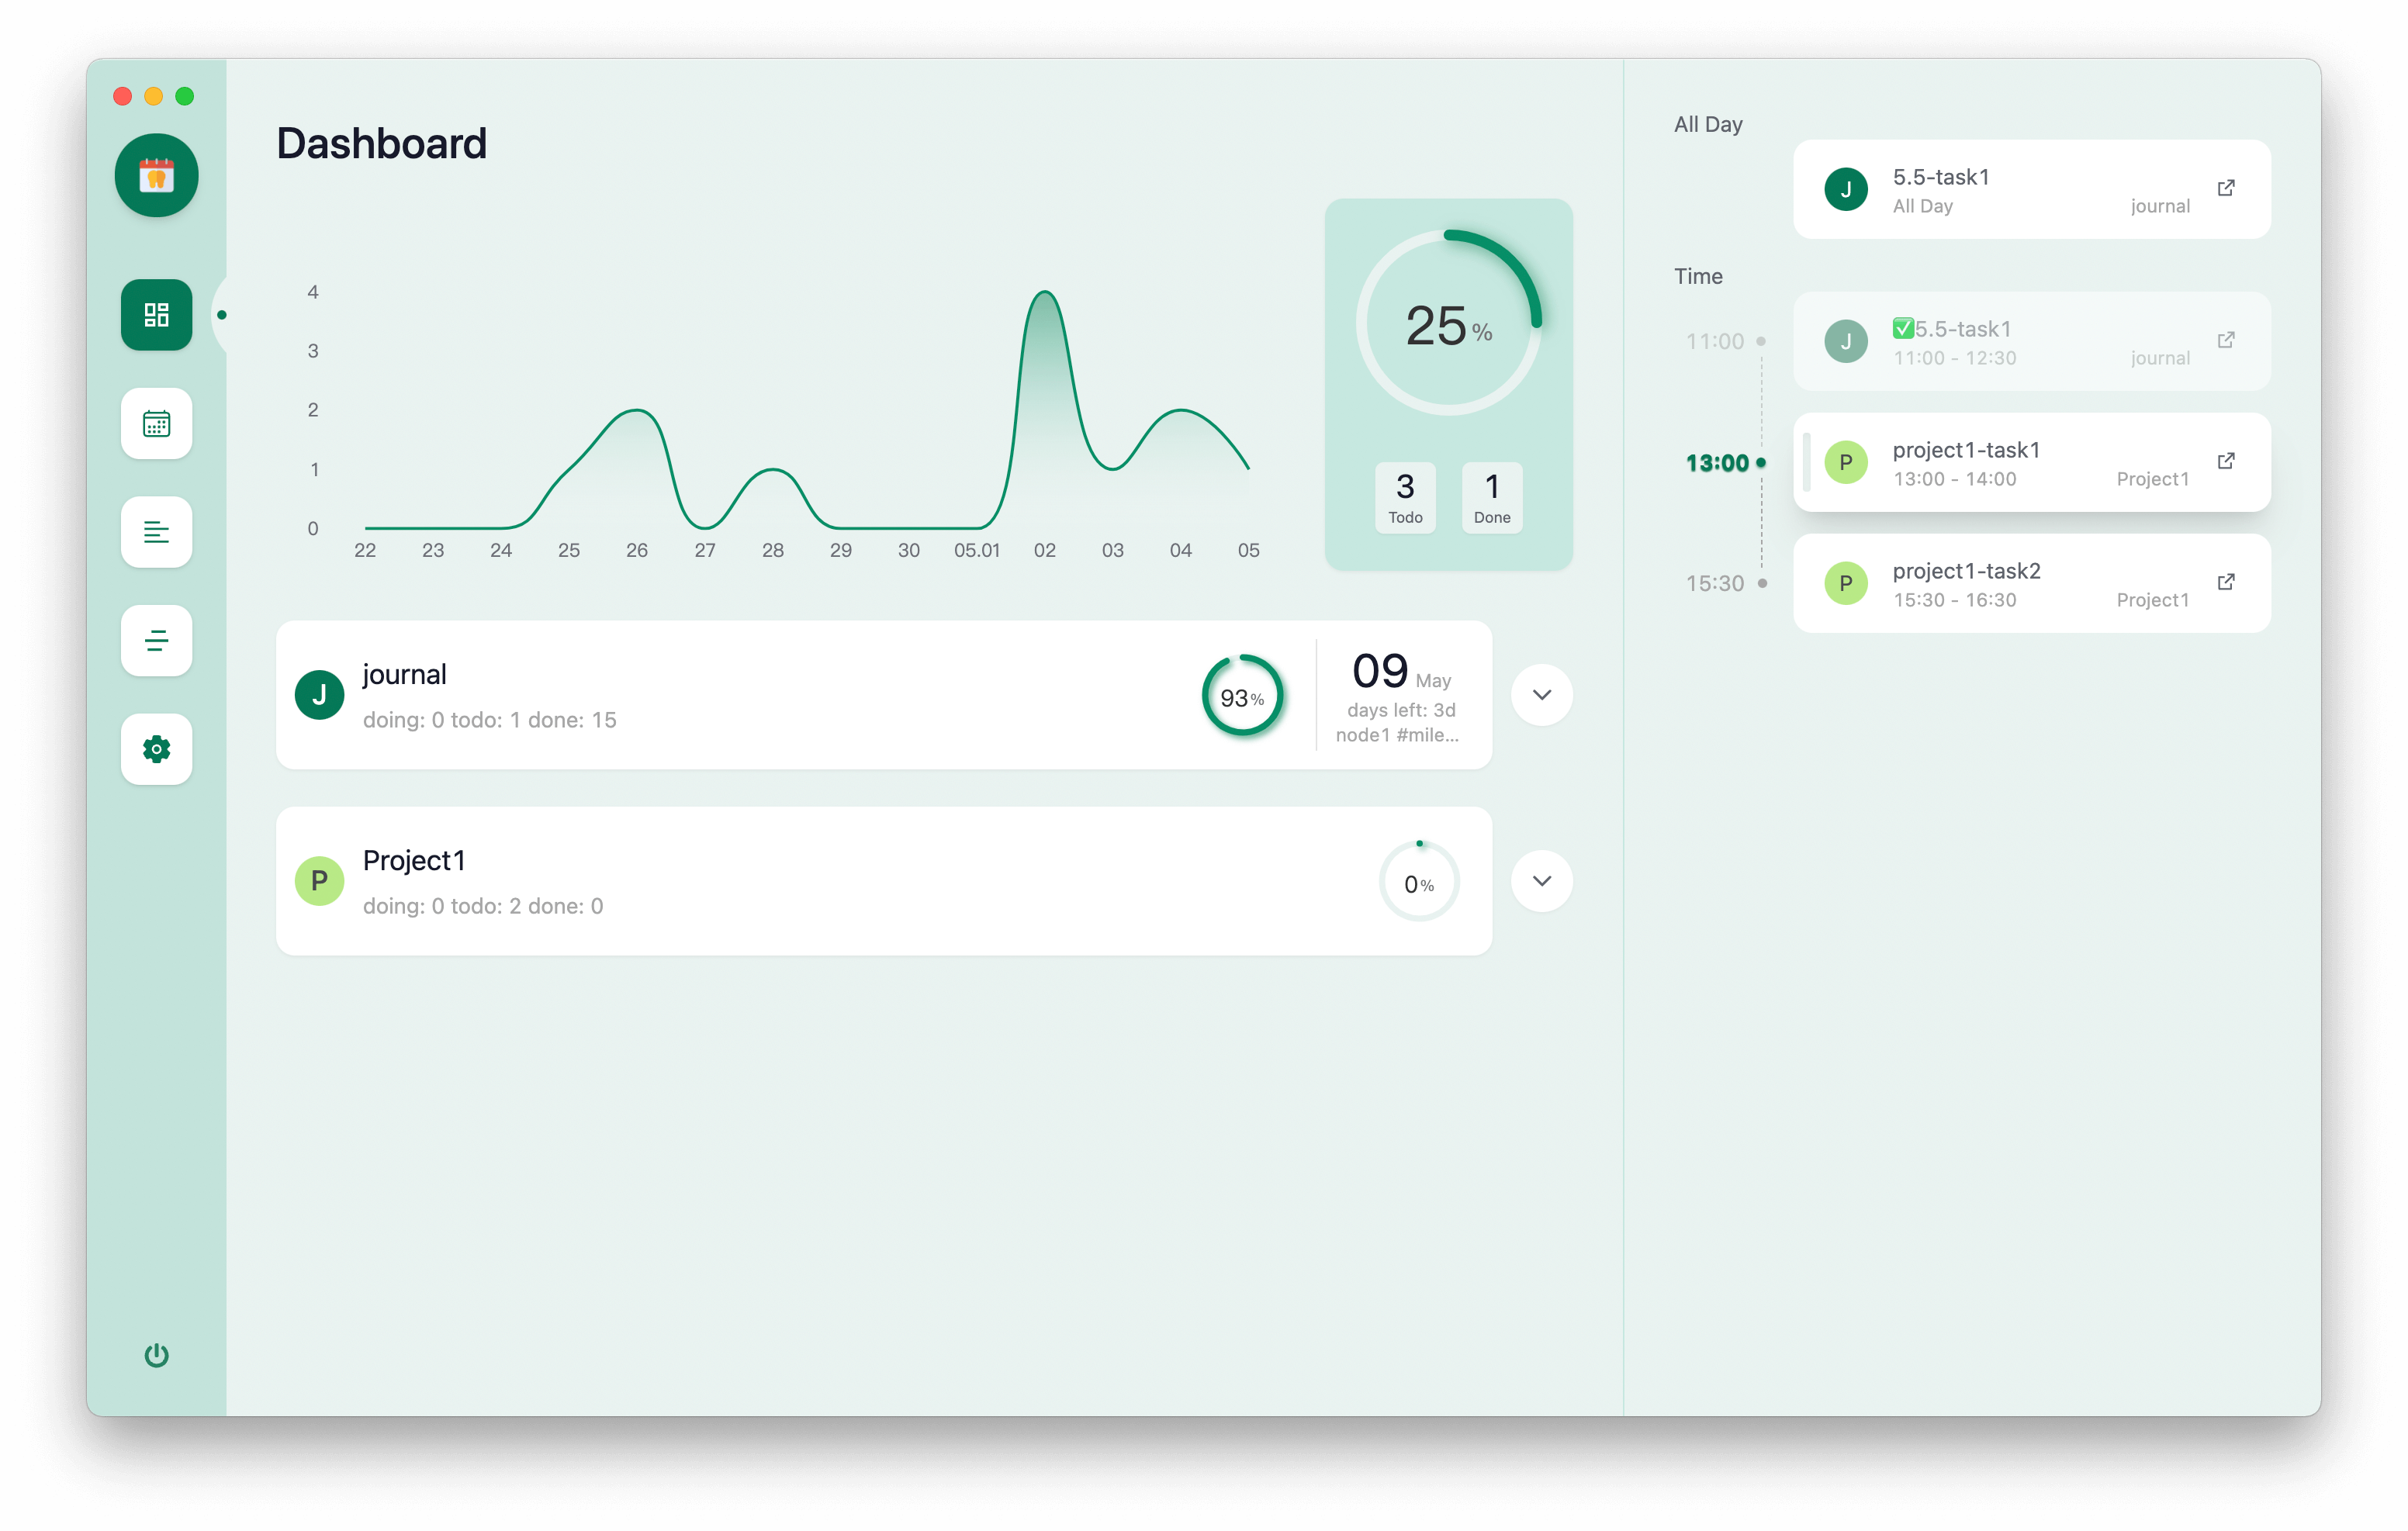 Dashboard
4
3
2
1
0
22 23 24 25 26 27 28 29 30 05.01 02 03 04 05
25%
3 1
Todo Done
J journal
doing: 0 todo: 1 done: 15
93%
09 May
days left: 3d
node1 #mile...
P Project1
doing: 0 todo: 2 done: 0
0%
All Day
J 5.5-task1
All Day journal
Time
11:00 J ✅5.5-task1
11:00 - 12:30 journal
13:00 P project1-task1
13:00 - 14:00 Project1
15:30 P project1-task2
15:30 - 16:30 Project1